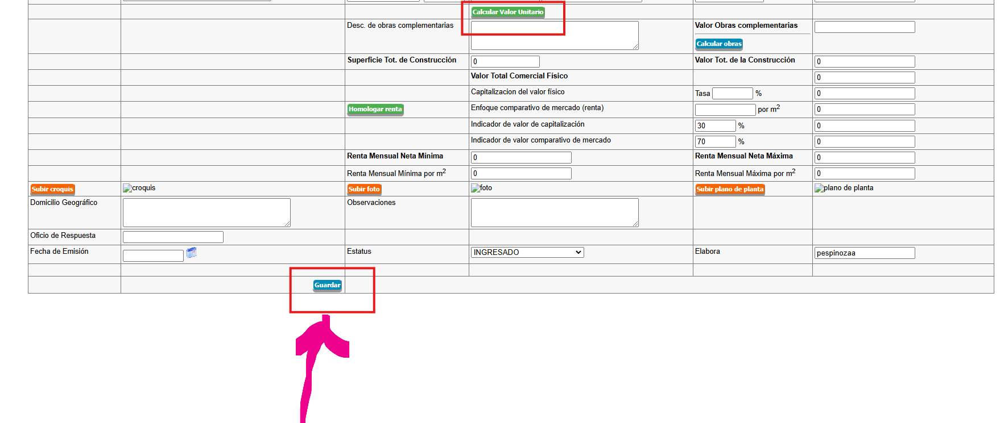 Calcular Valor Unitario
Desc. de obras complementarias
Valor Obras complementarias
Calcular obras
Superficie Tot. de Construcción 0 Valor Tot. de la Construcción 0
Valor Total Comercial Físico 0
Capitalizacion del valor físico Tasa % 0
Homologar renta Enfoque comparativo de mercado (renta) por m2 0
Indicador de valor de capitalización 30 % 0
Indicador de valor comparativo de mercado 70 % 0
Renta Mensual Neta Mínima 0 Renta Mensual Neta Máxima 0
Renta Mensual Mínima por m2 0 Renta Mensual Máxima por m2 0
Subir croquis croquis Subir foto foto Subir plano de planta plano de planta
Domicilio Geográfico Observaciones
Oficio de Respuesta
Fecha de Emisión Estatus INGRESADO Elabora pespinozaa
Guardar